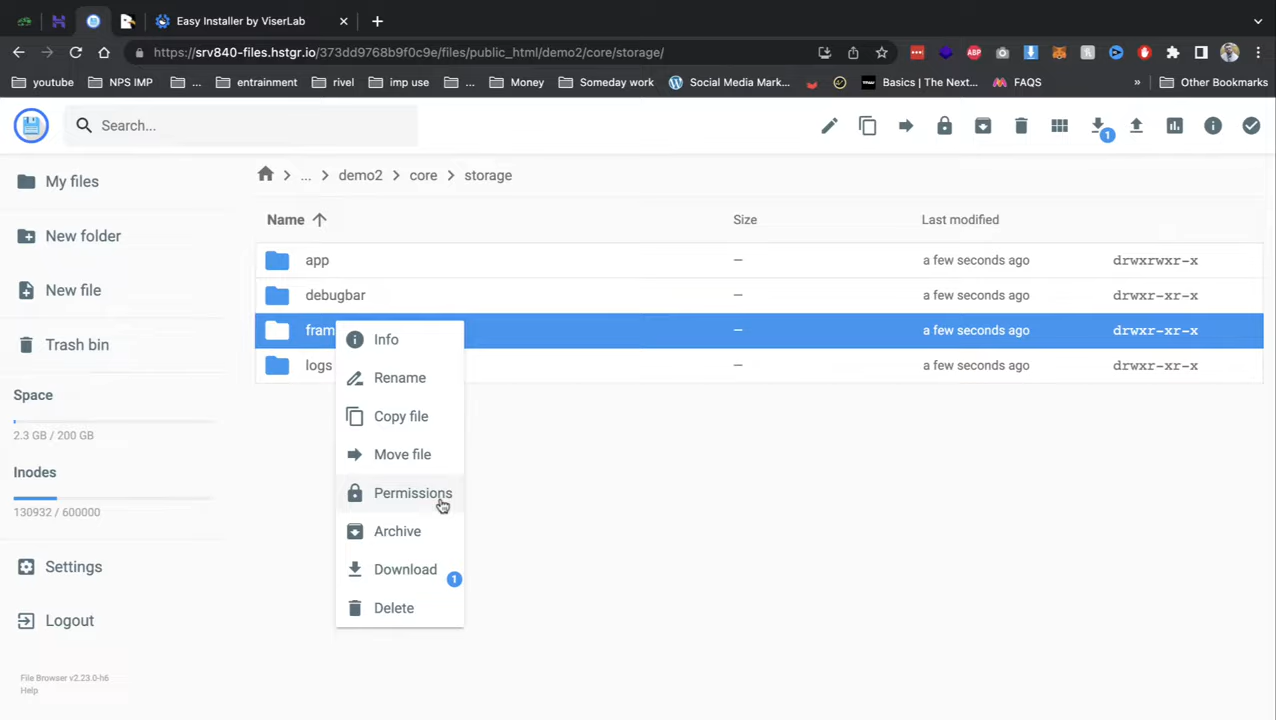 Easy Installer by ViserLab
https://srv840-files.hstgr.io/373dd9768b9f0c9e/files/public_html/demo2/core/storage/
ABP
youtube
NPS IMP
...
entrainment
rivel
imp use
...
Money
Someday work
Social Media Mark...
Basics | The Next...
FAQS
»
Other Bookmarks
Search...
1
My files
New folder
New file
Trash bin
Space
2.3 GB / 200 GB
Inodes
130932 / 600000
Settings
Logout
File Browser v2.23.0-h6
Help
... demo2 core storage
Name Size Last modified
app — a few seconds ago drwxrwxr-x
debugbar — a few seconds ago drwxr-xr-x
fram — a few seconds ago drwxr-xr-x
logs a few seconds ago drwxr-xr-x
Info
Rename
Copy file
Move file
Permissions
Archive
Download
1
Delete